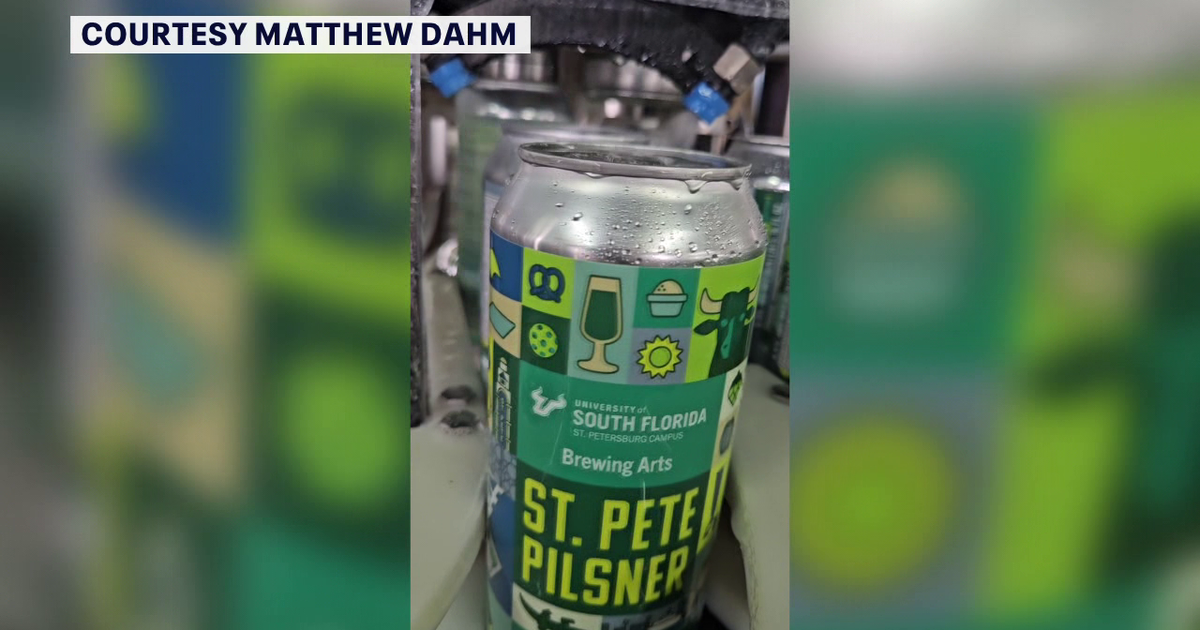 COURTESY MATTHEW DAHM
UNIVERSITY of
SOUTH FLORIDA
ST. PETERSBURG CAMPUS
Brewing Arts
ST. PETE
PILSNER